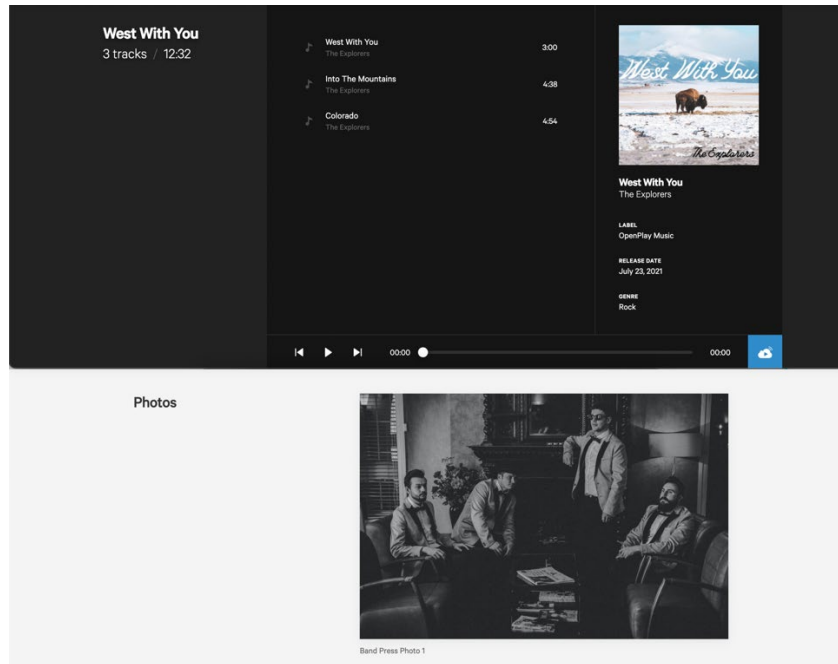 West With You
3 tracks / 12:32
West With You
The Explorers
3:00
Into The Mountains
The Explorers
4:38
Colorado
The Explorers
4:54
West With You
The Explorers
West With You
The Explorers
LABEL
OpenPlay Music
RELEASE DATE
July 23, 2021
GENRE
Rock
00:00
00:00
Photos
Band Press Photo 1